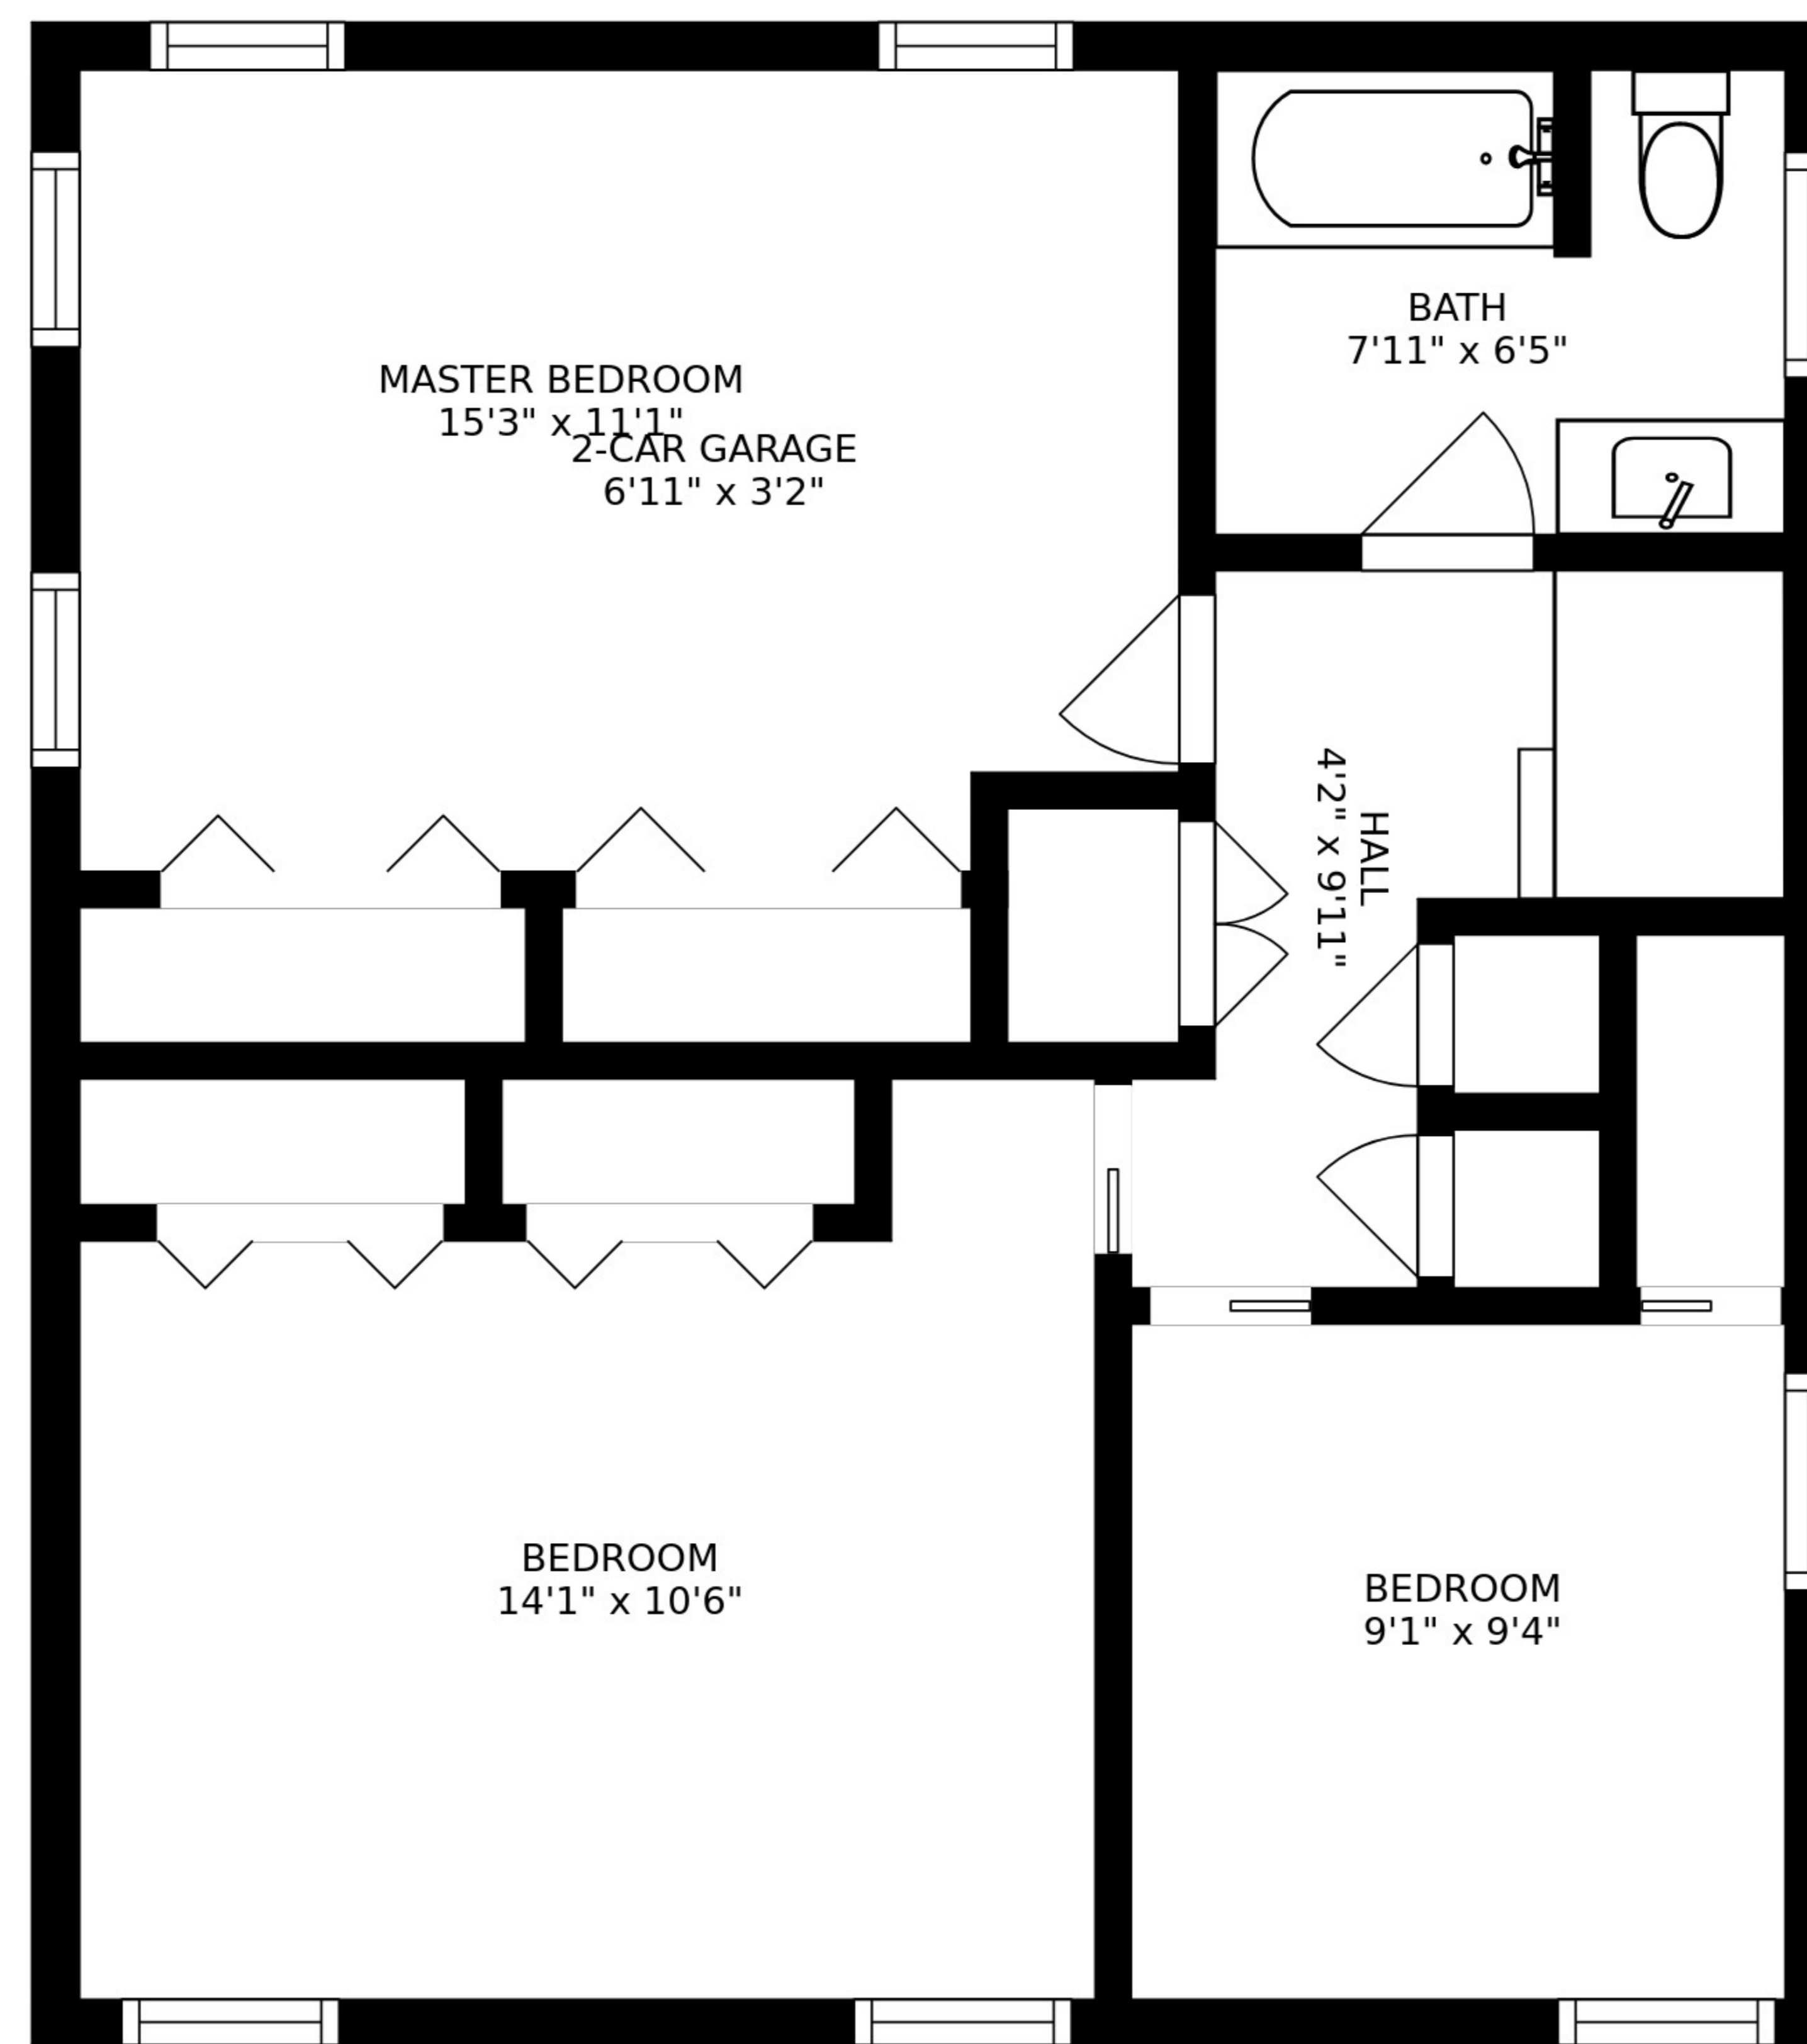 BATH
7'11" x 6'5"
MASTER BEDROOM
15'3" x 11'1"
2-CAR GARAGE
6'11" x 3'2"
HALL
4'2" x 9'11"
BEDROOM
14'1" x 10'6"
BEDROOM
9'1" x 9'4"